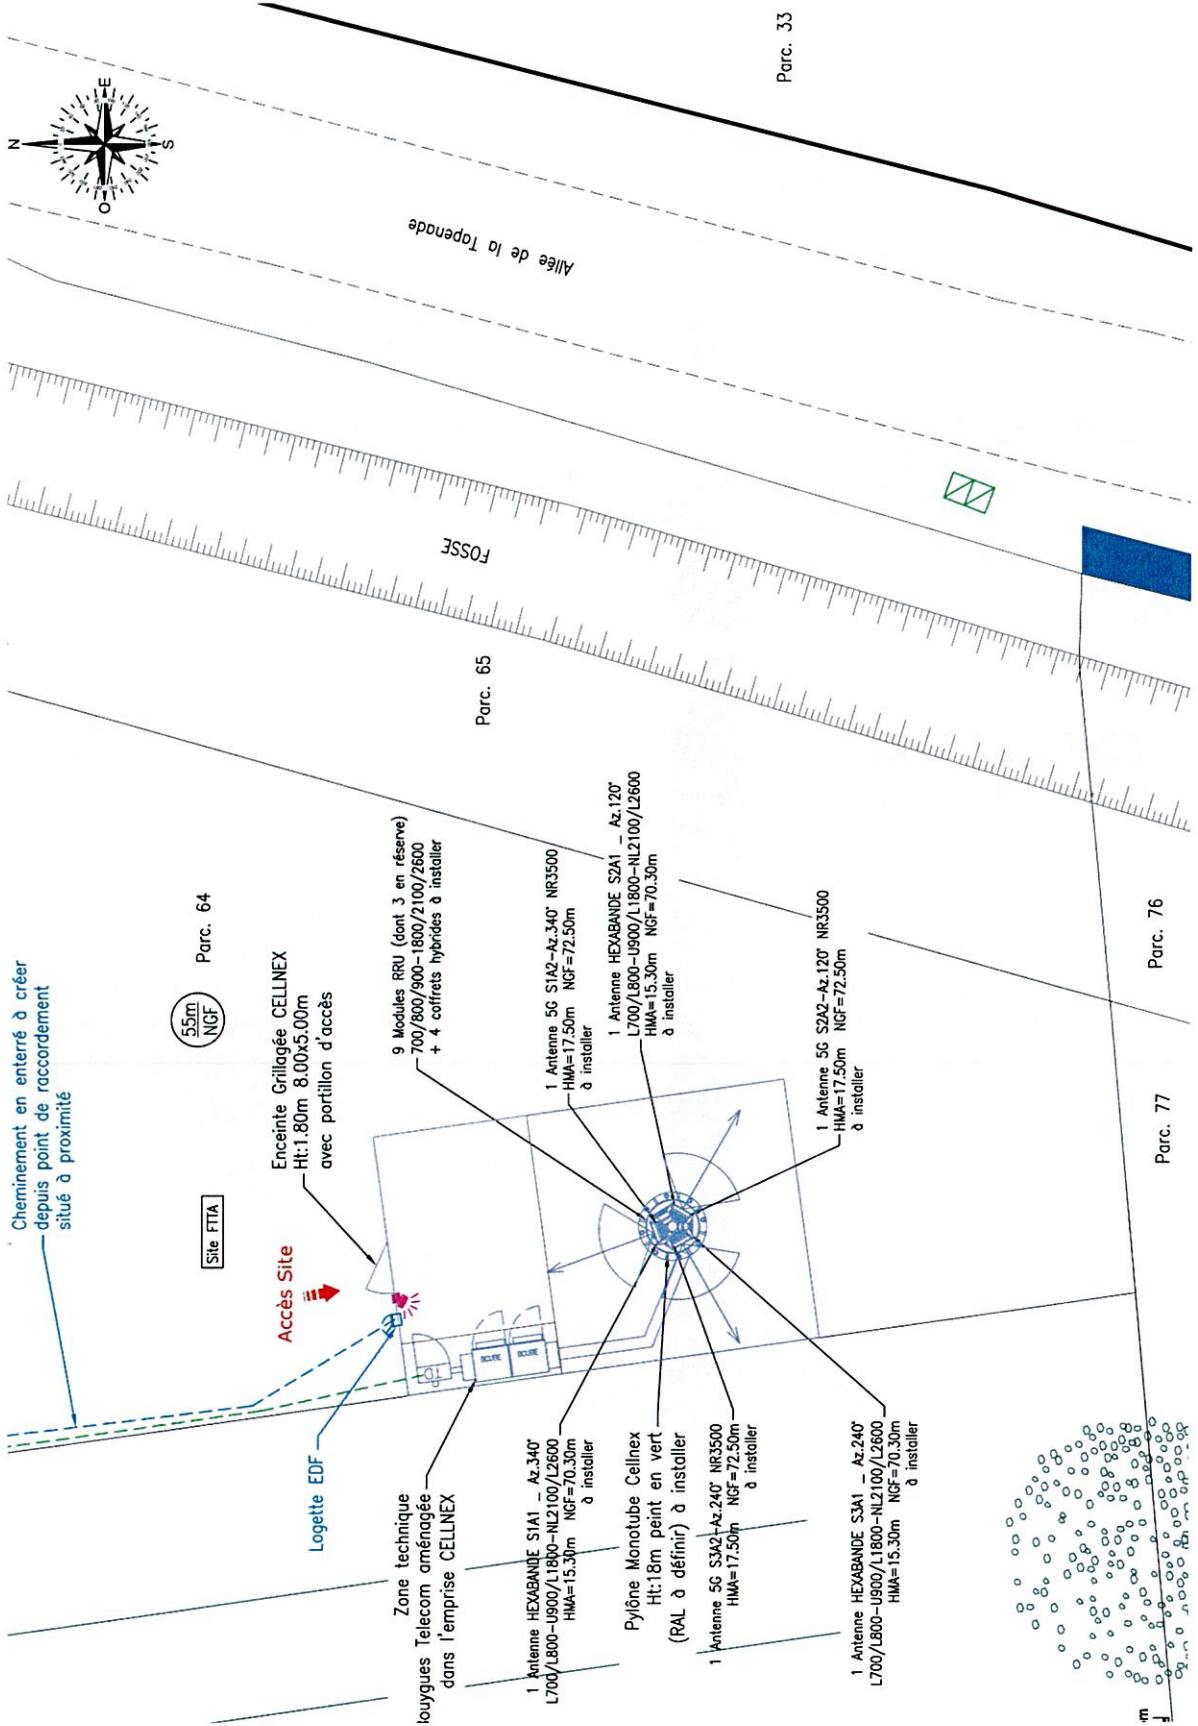 N
E
S
O
Parc. 33
Allée de la Tapenade
FOSSE
Parc. 65
Cheminement en enterré à créer
depuis point de raccordement
situé à proximité
55m
NGF
Parc. 64
Site FTTA
Accès Site
Enceinte Grillagée CELLNEX
Ht:1.80m 8.00x5.00m
avec portillon d'accès
9 Modules RRU (dont 3 en réserve)
700/800/900-1800/2100/2600
+ 4 coffrets hybrides à installer
1 Antenne 5G S1A2-Az.340° NR3500
HMA=17.50m NGF=72.50m
à installer
1 Antenne HEXABANDE S2A1 _ Az.120°
L700/L800-U900/L1800-NL2100/L2600
HMA=15.30m NGF=70.30m
à installer
1 Antenne 5G S2A2-Az.120° NR3500
HMA=17.50m NGF=72.50m
à installer
Logette EDF
BCUBE
BCUBE
Zone technique
Bouygues Telecom aménagée
dans l'emprise CELLNEX
1 Antenne HEXABANDE S1A1 _ Az.340°
L700/L800-U900/L1800-NL2100/L2600
HMA=15.30m NGF=70.30m
à installer
Pylône Monotube Cellnex
Ht:18m peint en vert
(RAL à définir) à installer
1 Antenne 5G S3A2-Az.240° NR3500
HMA=17.50m NGF=72.50m
à installer
1 Antenne HEXABANDE S3A1 _ Az.240°
L700/L800-U900/L1800-NL2100/L2600
HMA=15.30m NGF=70.30m
à installer
Parc. 76
Parc. 77